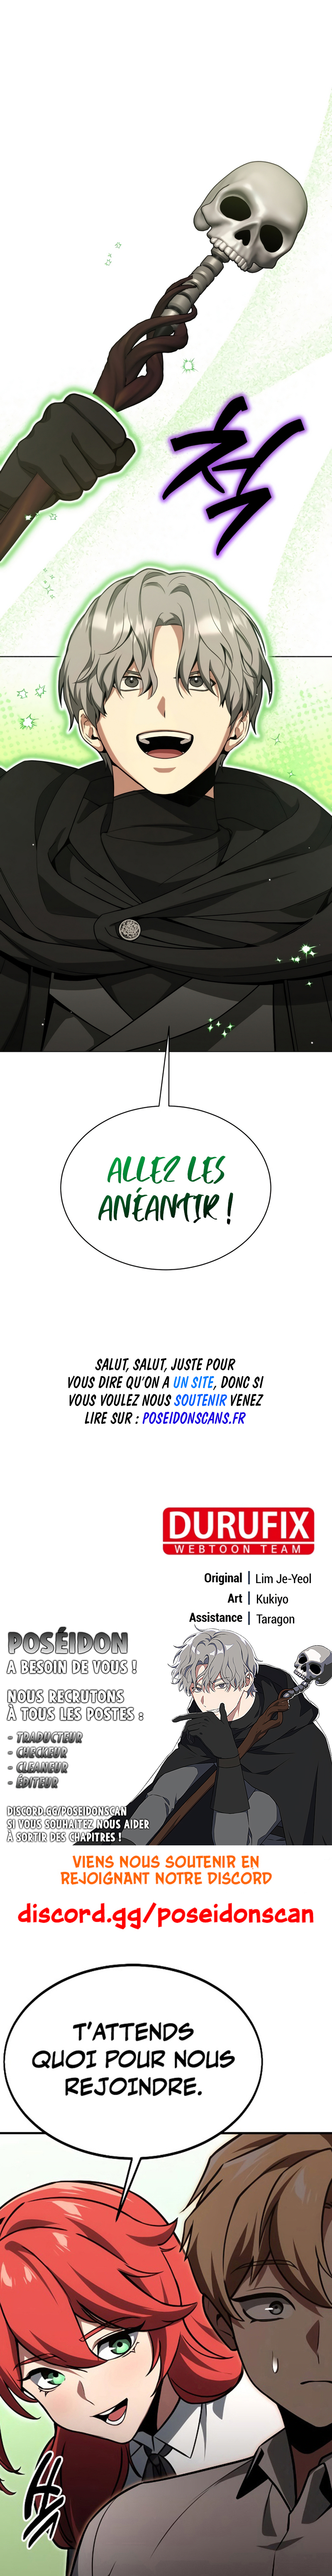 척
ALLEZ LES
ANÉANTIR !
SALUT, SALUT, JUSTE POUR
VOUS DIRE QU'ON A UN SITE, DONC SI
VOUS VOULEZ NOUS SOUTENIR VENEZ
LIRE SUR : POSEIDONSCANS.FR
DURUFIX
WEBTOON TEAM
Original | Lim Je-Yeol
Art | Kukiyo
Assistance | Taragon
POSÉIDON
A BESOIN DE VOUS !
NOUS RECRUTONS
À TOUS LES POSTES :
- TRADUCTEUR
- CHECKEUR
- CLEANEUR
- ÉDITEUR
DISCORD.GG/POSEIDONSCAN
SI VOUS SOUHAITEZ NOUS AIDER
À SORTIR DES CHAPITRES !
VIENS NOUS SOUTENIR EN
REJOIGNANT NOTRE DISCORD
discord.gg/poseidonscan
T'ATTENDS
QUOI POUR NOUS
REJOINDRE.